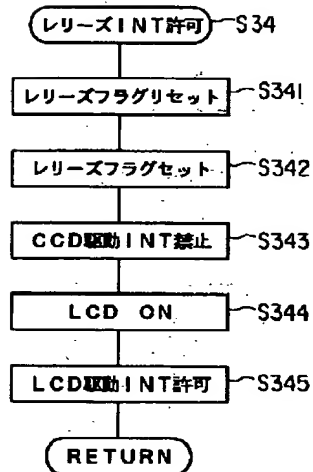 レリーズINT許可 S34
レリーズフラグリセット S341
レリーズフラグセット S342
CCD駆動INT禁止 S343
LCD ON S344
LCD駆動INT許可 S345
RETURN